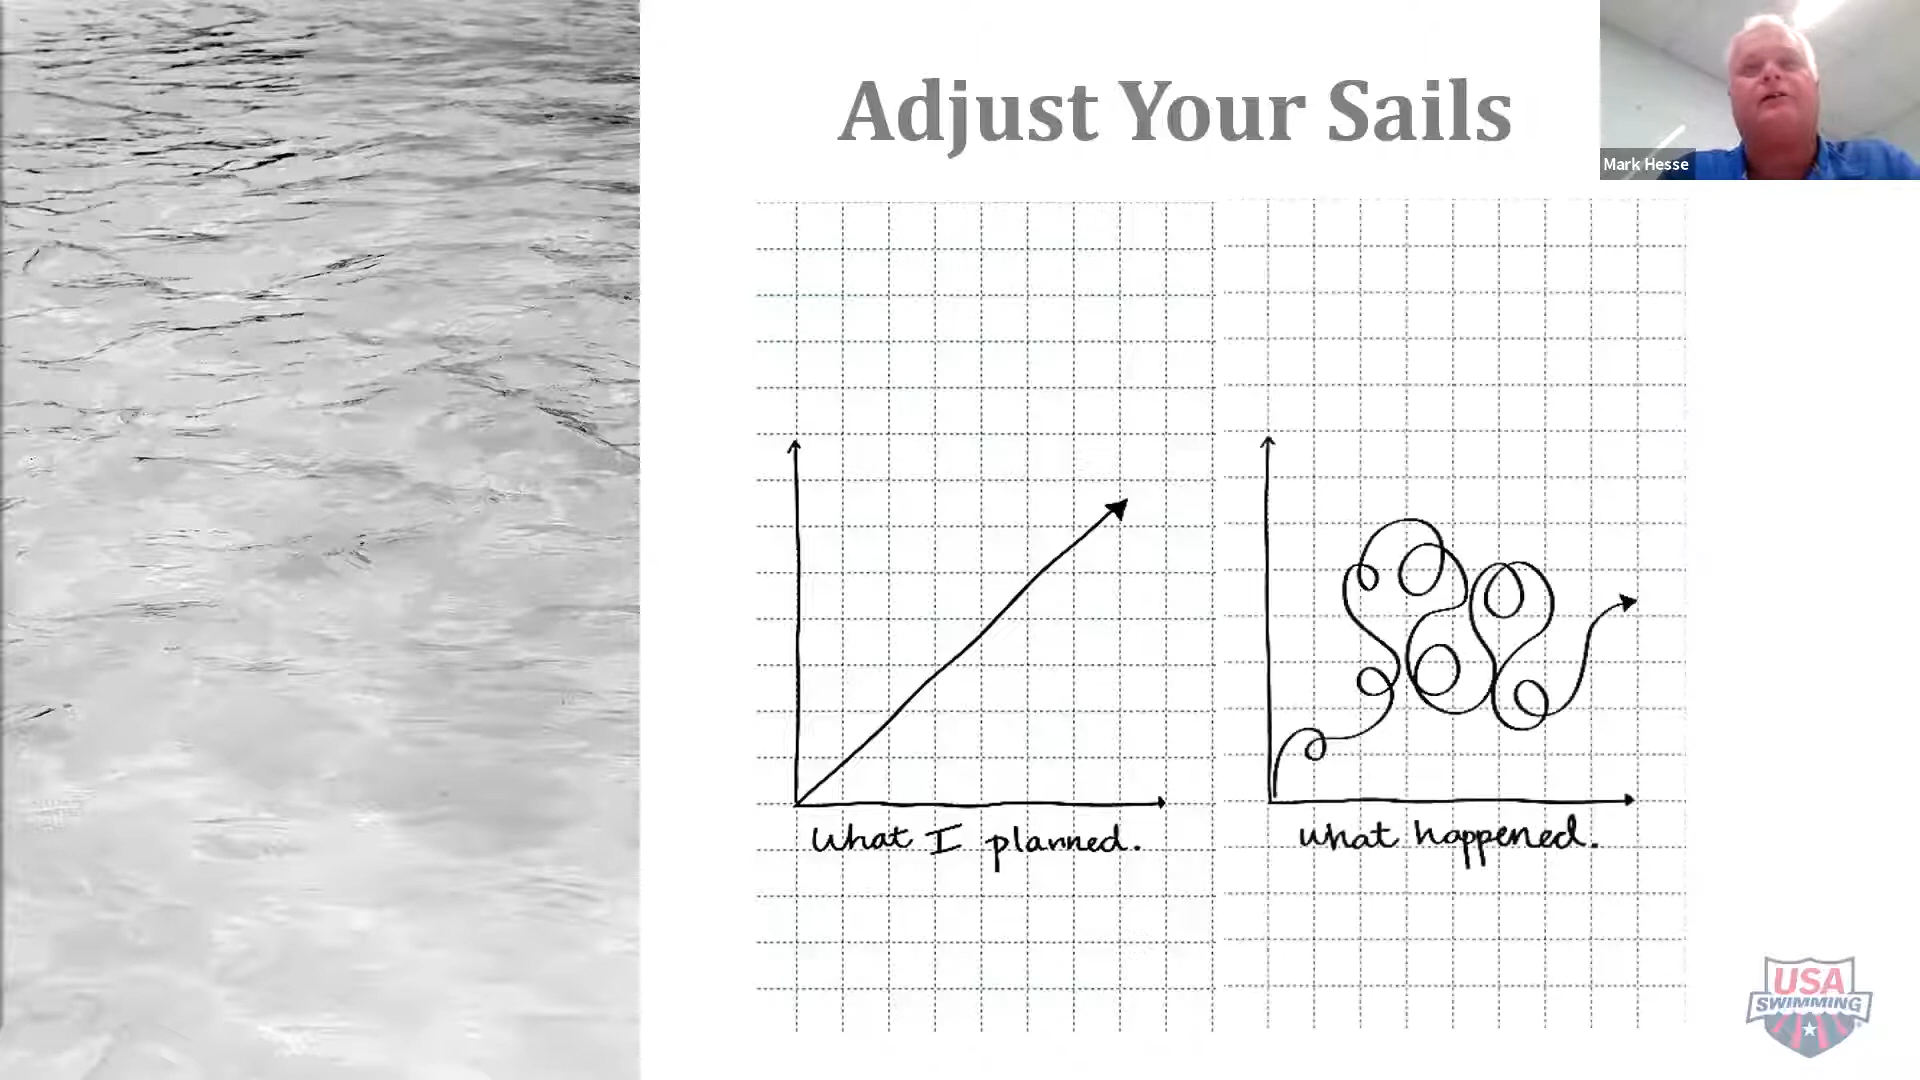 Adjust Your Sails
Mark Hesse
What I planned.
what happened.
USA
SWIMMING